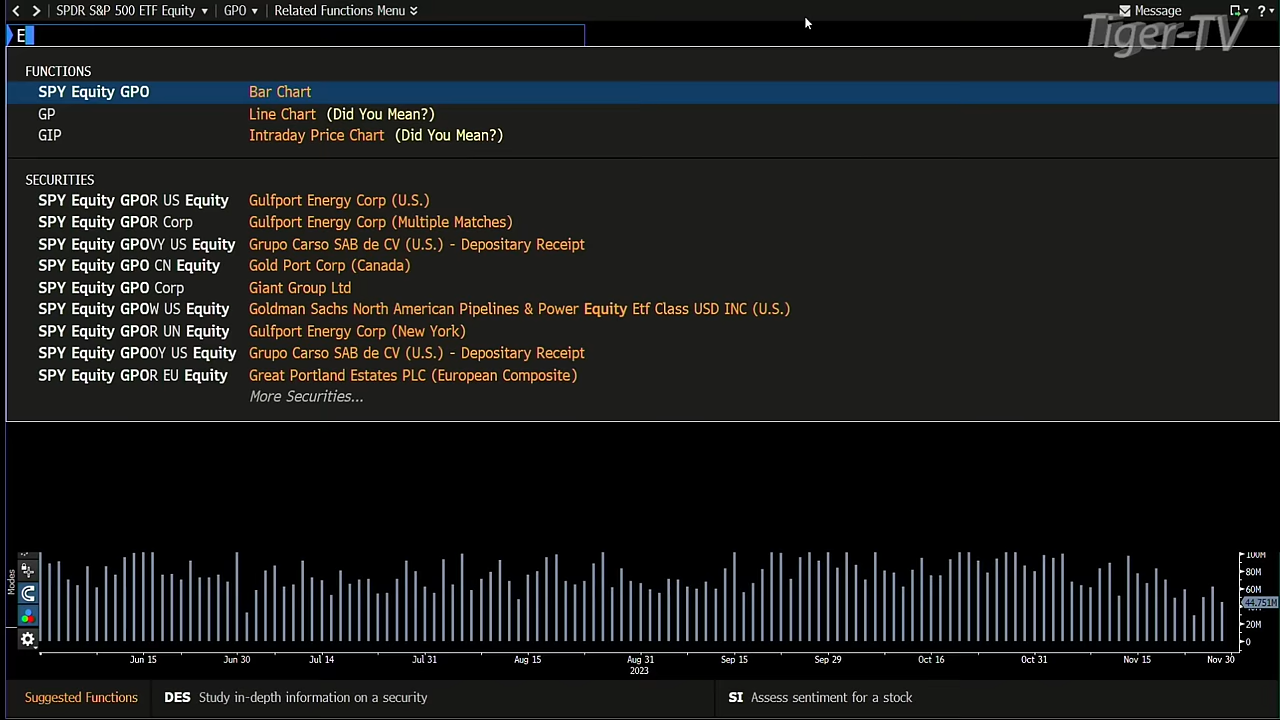 SPDR S&P 500 ETF Equity GPO Related Functions Menu Message ?
Tiger-TV
E
FUNCTIONS
SPY Equity GPO Bar Chart
GP Line Chart (Did You Mean?)
GIP Intraday Price Chart (Did You Mean?)
SECURITIES
SPY Equity GPOR US Equity Gulfport Energy Corp (U.S.)
SPY Equity GPOR Corp Gulfport Energy Corp (Multiple Matches)
SPY Equity GPOVY US Equity Grupo Carso SAB de CV (U.S.) - Depositary Receipt
SPY Equity GPO CN Equity Gold Port Corp (Canada)
SPY Equity GPO Corp Giant Group Ltd
SPY Equity GPOW US Equity Goldman Sachs North American Pipelines & Power Equity Etf Class USD INC (U.S.)
SPY Equity GPOR UN Equity Gulfport Energy Corp (New York)
SPY Equity GPOOY US Equity Grupo Carso SAB de CV (U.S.) - Depositary Receipt
SPY Equity GPOR EU Equity Great Portland Estates PLC (European Composite)
More Securities...
Modes
100M
80M
60M
44.751M
20M
0
Jun 15 Jun 30 Jul 14 Jul 31 Aug 15 Aug 31 Sep 15 Sep 29 Oct 16 Oct 31 Nov 15 Nov 30
2023
Suggested Functions DES Study in-depth information on a security SI Assess sentiment for a stock